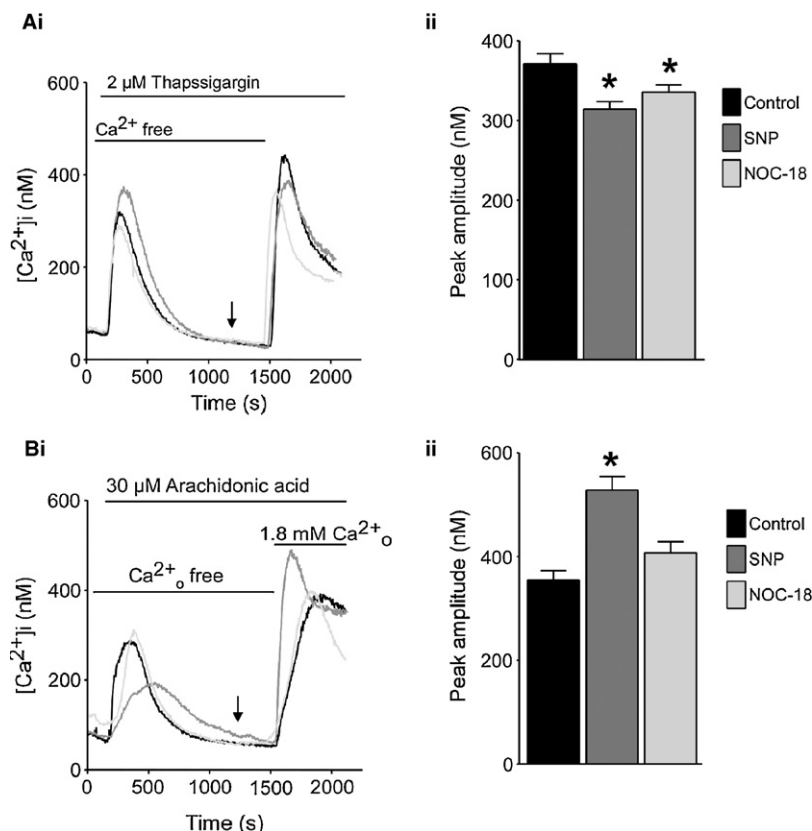 Ai
600
400
200
0
[Ca2+]i (nM)
2 µM Thapssigargin
Ca2+ free
0 500 1000 1500 2000
Time (s)
ii
400
300
200
100
0
Peak amplitude (nM)
* *
Control
SNP
NOC-18
Bi
600
400
200
0
[Ca2+]i (nM)
30 µM Arachidonic acid
1.8 mM Ca2+o
Ca2+o free
0 500 1000 1500 2000
Time (s)
ii
600
400
200
0
Peak amplitude (nM)
*
Control
SNP
NOC-18